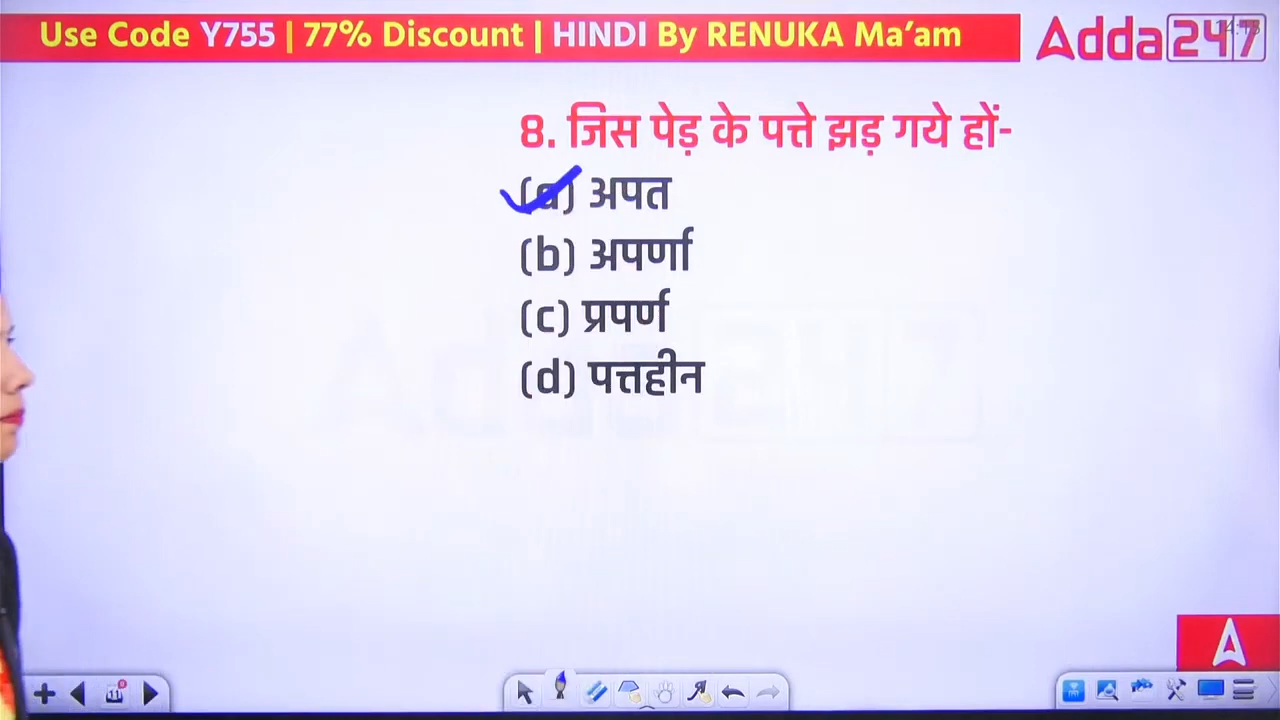 Use Code Y755 | 77% Discount | HINDI By RENUKA Ma’am
Adda247
8. जिस पेड़ के पत्ते झड़ गये हों-
(a) अपत
(b) अपर्णा
(c) प्रपर्ण
(d) पत्तहीन